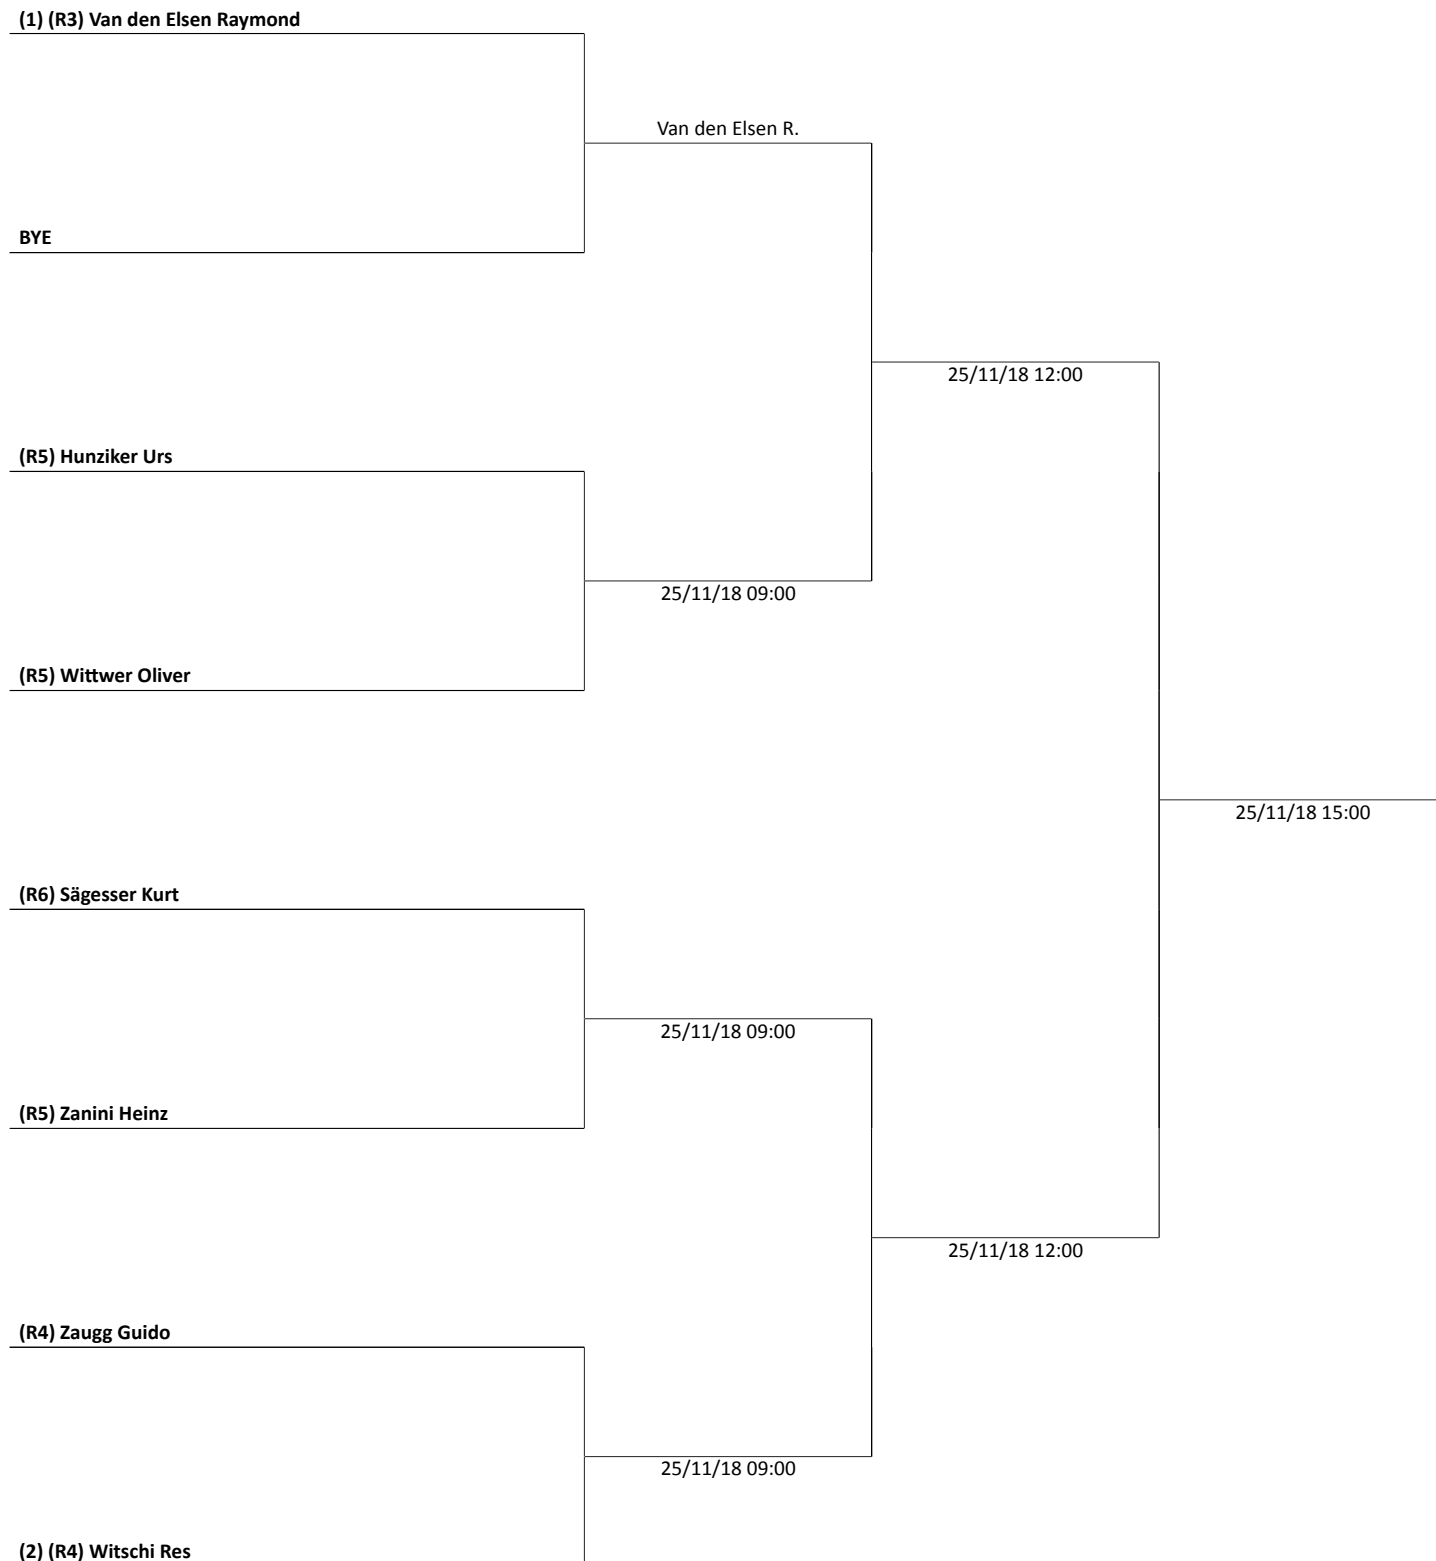 (1) (R3) Van den Elsen Raymond
Van den Elsen R.
BYE
25/11/18 12:00
(R5) Hunziker Urs
25/11/18 09:00
(R5) Wittwer Oliver
25/11/18 15:00
(R6) Sägesser Kurt
25/11/18 09:00
(R5) Zanini Heinz
25/11/18 12:00
(R4) Zaugg Guido
25/11/18 09:00
(2) (R4) Witschi Res